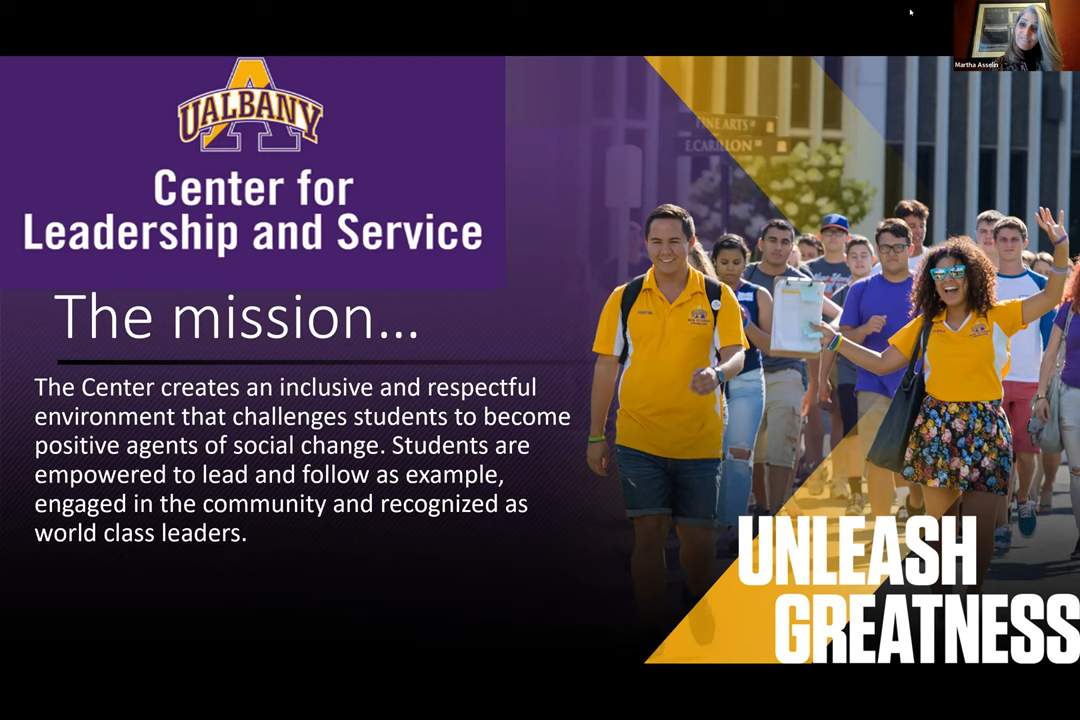 Martha Asselin
UALBANY
Center for
Leadership and Service
The mission...
The Center creates an inclusive and respectful
environment that challenges students to become
positive agents of social change. Students are
empowered to lead and follow as example,
engaged in the community and recognized as
world class leaders.
FINE ARTS
E.CARILLON
UNLEASH
GREATNESS